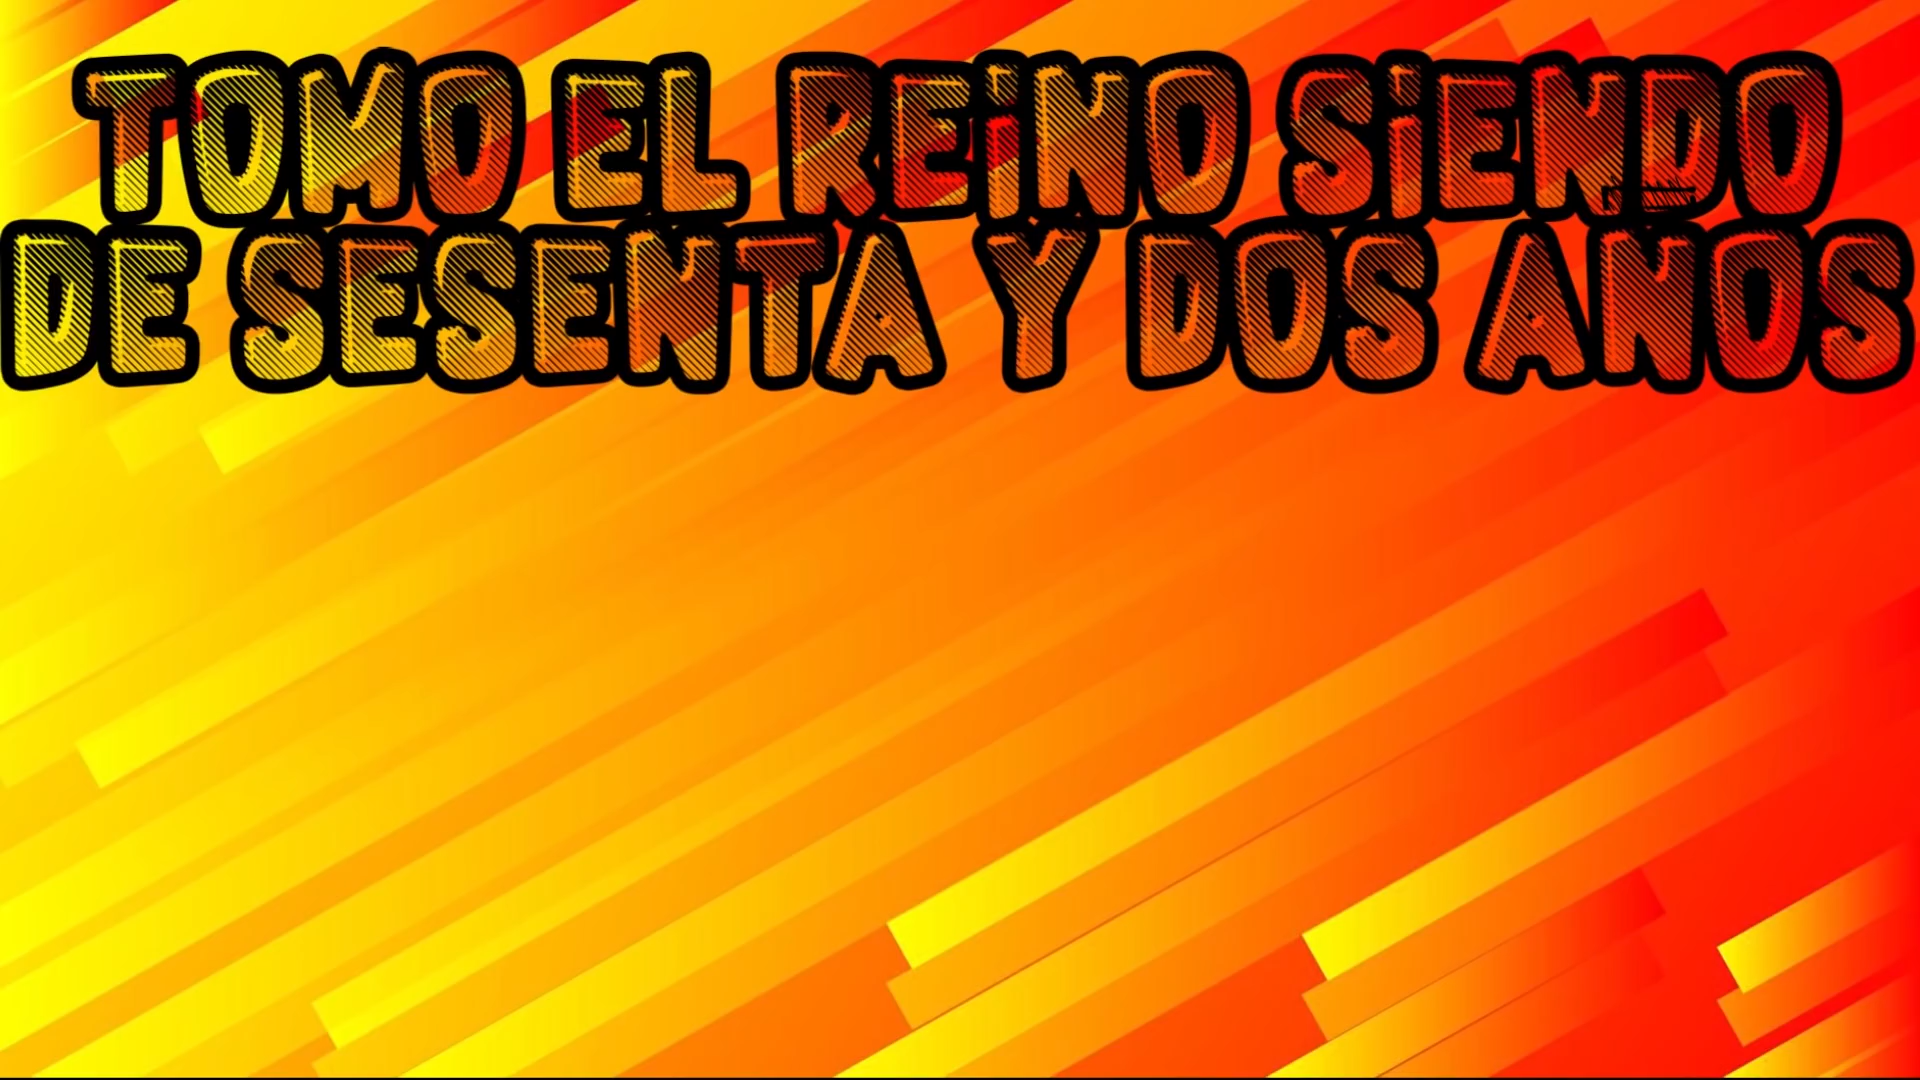 TOMO EL REiNO SiENDO
DE SESENTA Y DOS AÑOS